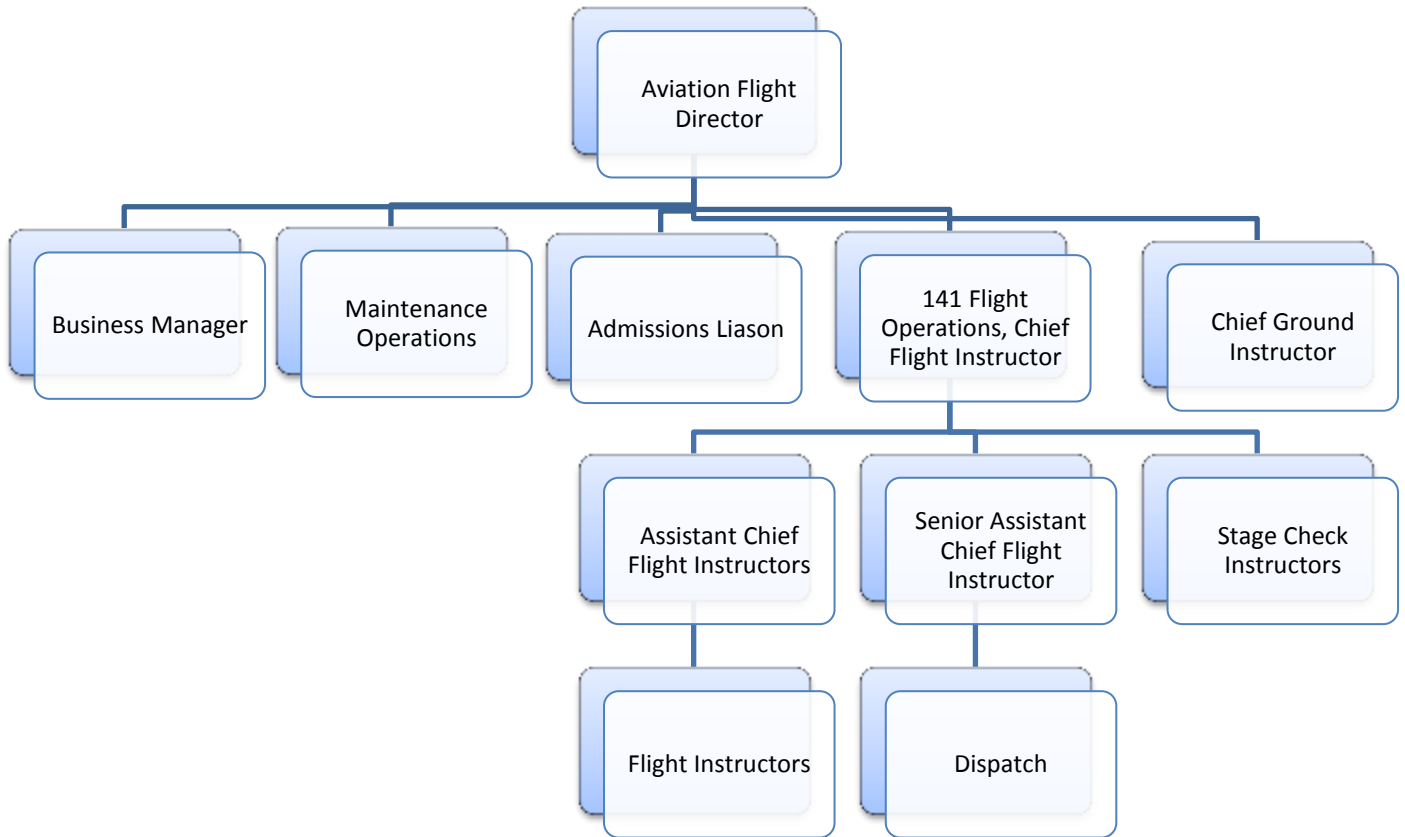 Aviation Flight
Director
Business Manager
Maintenance
Operations
Admissions Liason
141 Flight
Operations, Chief
Flight Instructor
Chief Ground
Instructor
Assistant Chief
Flight Instructors
Senior Assistant
Chief Flight
Instructor
Stage Check
Instructors
Flight Instructors
Dispatch